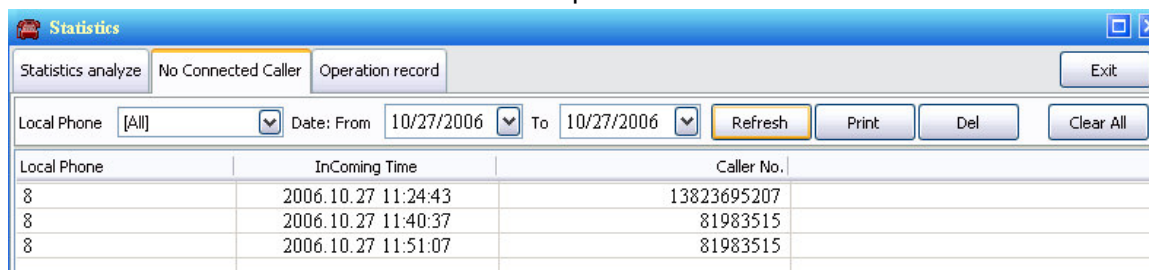 Statistics
Statistics analyze No Connected Caller Operation record Exit
Local Phone [All] Date: From 10/27/2006 To 10/27/2006 Refresh Print Del Clear All
Local Phone InComing Time Caller No.
8 2006.10.27 11:24:43 13823695207
8 2006.10.27 11:40:37 81983515
8 2006.10.27 11:51:07 81983515